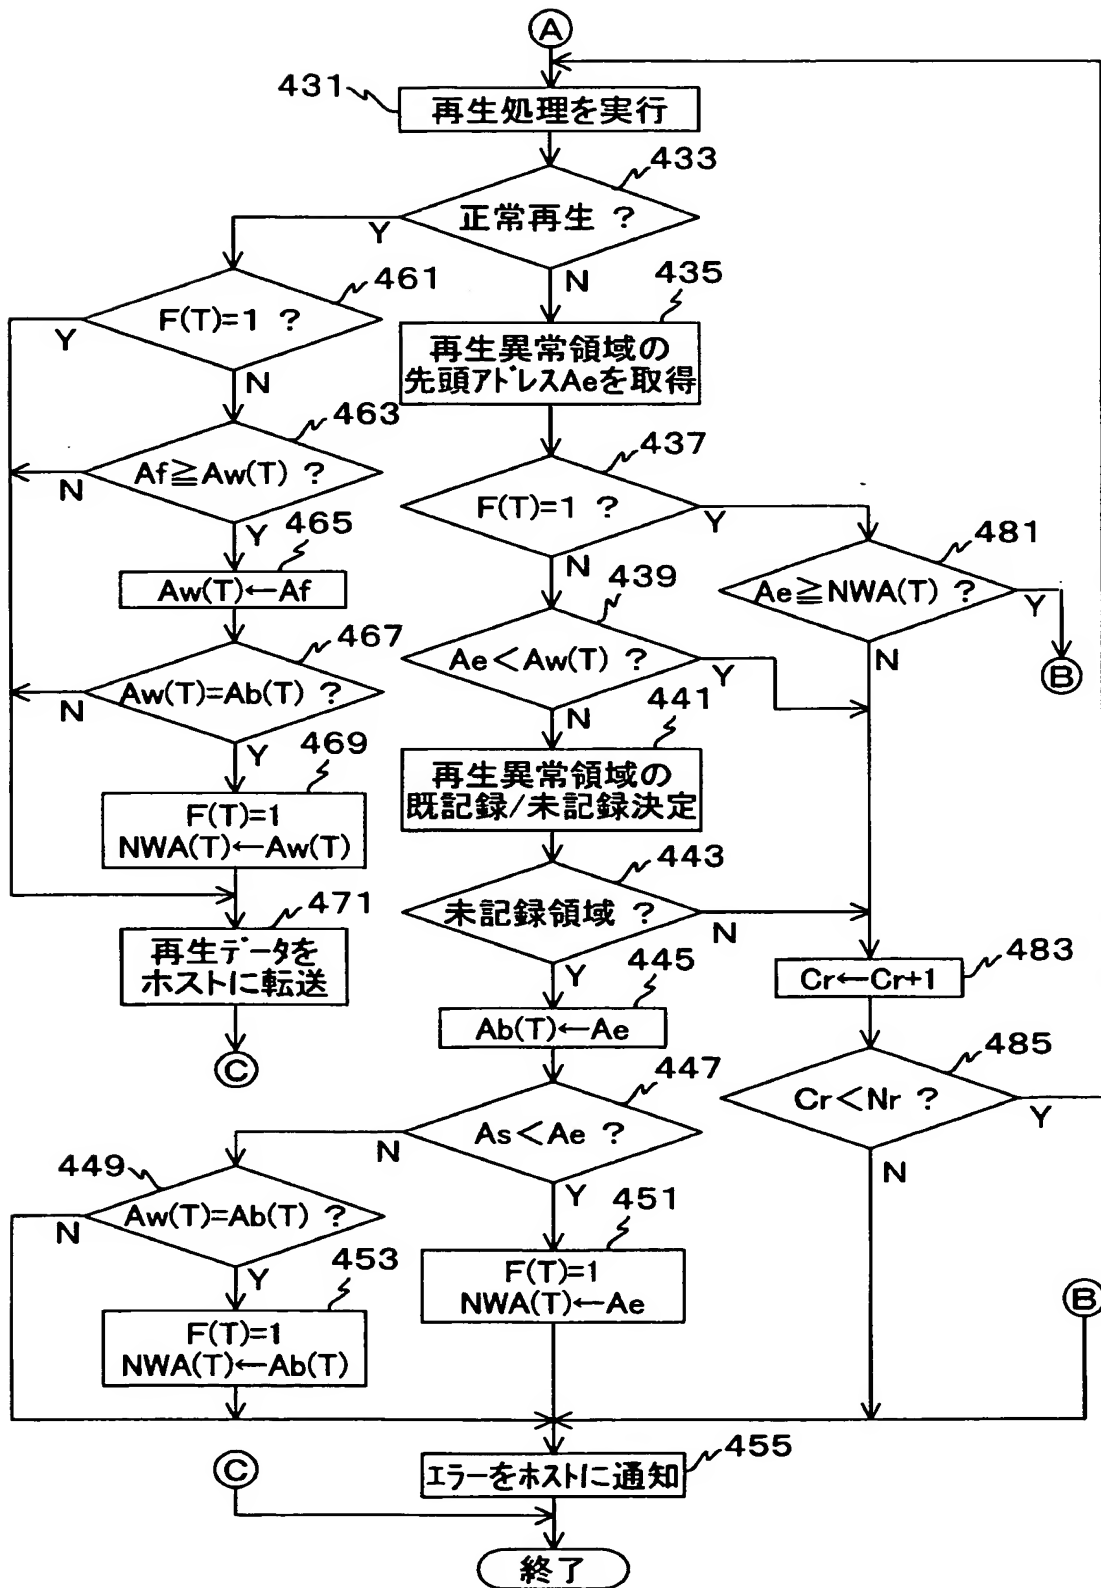 A
431
再生処理を実行
433
正常再生 ?
Y
N
461
F(T)=1 ?
Y
N
435
再生異常領域の
先頭アドレスAeを取得
463
Af≧Aw(T) ?
N
Y
437
F(T)=1 ?
Y
N
465
Aw(T)←Af
481
Ae≧NWA(T) ?
Y
N
B
439
Ae<Aw(T) ?
Y
N
467
Aw(T)=Ab(T) ?
N
Y
441
再生異常領域の
既記録/未記録決定
469
F(T)=1
NWA(T)←Aw(T)
443
未記録領域 ?
N
Y
471
再生データを
ホストに転送
C
445
Ab(T)←Ae
483
Cr←Cr+1
447
As<Ae ?
N
Y
485
Cr<Nr ?
Y
N
449
Aw(T)=Ab(T) ?
N
Y
451
F(T)=1
NWA(T)←Ae
453
F(T)=1
NWA(T)←Ab(T)
B
455
エラーをホストに通知
C
終了